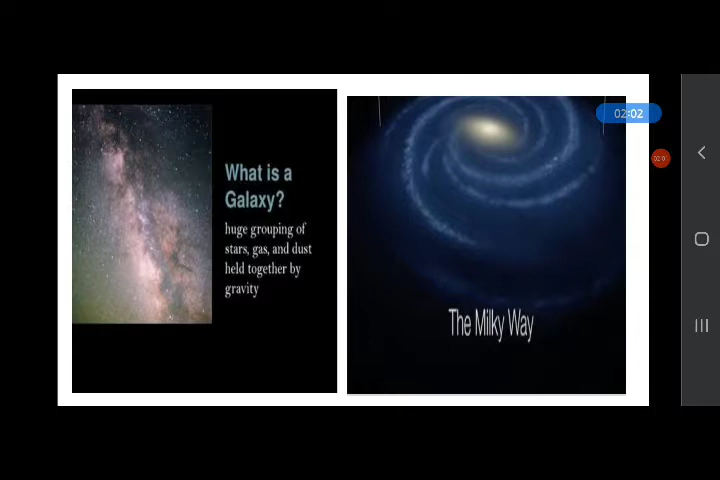 What is a
Galaxy?
huge grouping of
stars, gas, and dust
held together by
gravity
The Milky Way
02:02